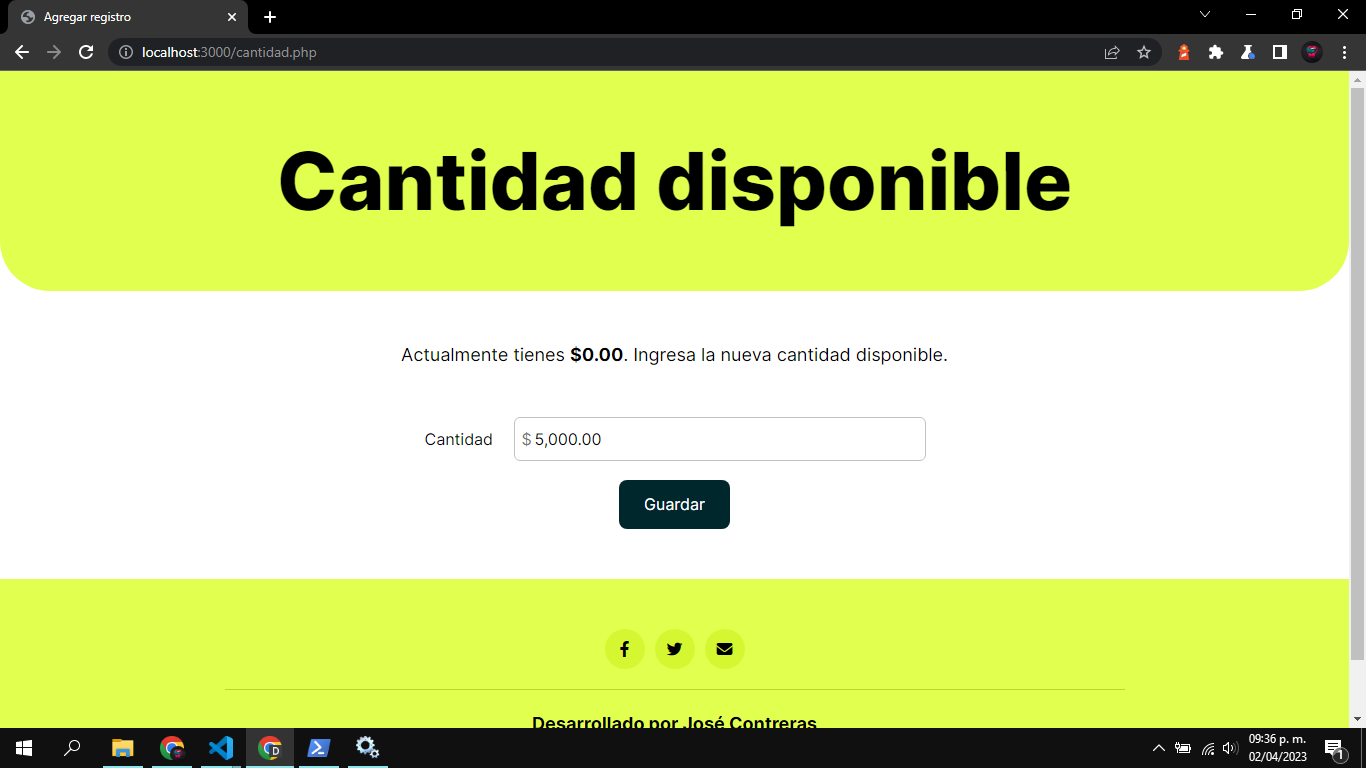 Agregar registro
localhost:3000/cantidad.php
Cantidad disponible
Actualmente tienes $0.00. Ingresa la nueva cantidad disponible.
Cantidad
$ 5,000.00
Guardar
Desarrollado por José Contreras
D
09:36 p. m.
02/04/2023
1